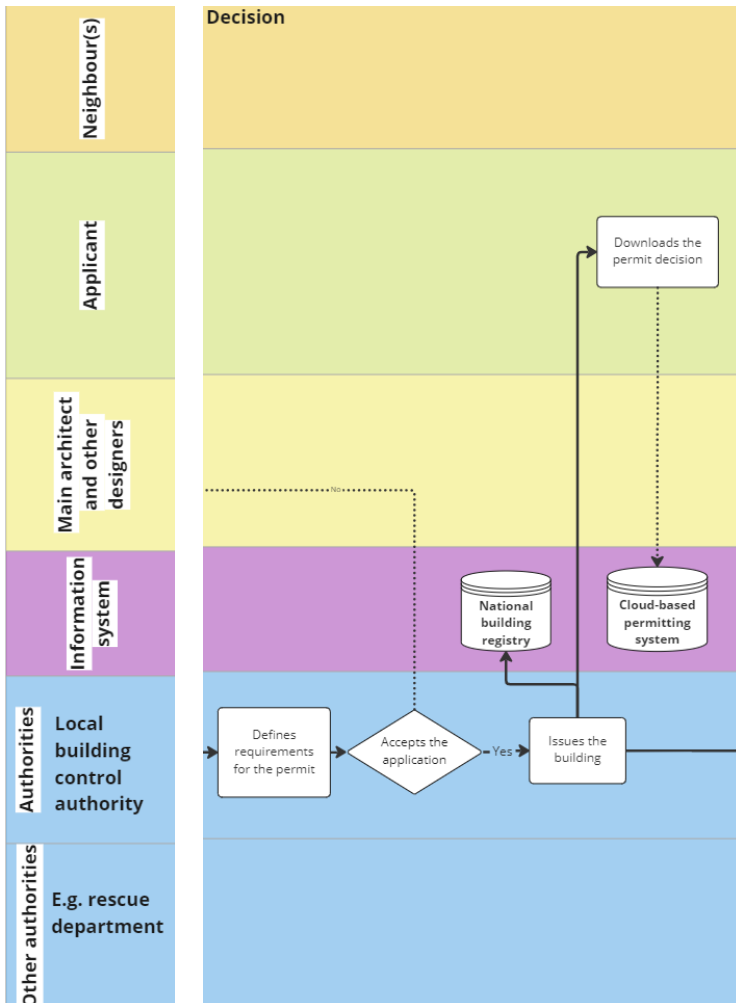 Decision
Neighbour(s)
Applicant
Downloads the
permit decision
Main architect
and other
designers
No
Information
system
National
building
registry
Cloud-based
permitting
system
Authorities
Local
building
control
authority
Defines
requirements
for the permit
Accepts the
application
Yes
Issues the
building
Other authorities
E.g. rescue
department